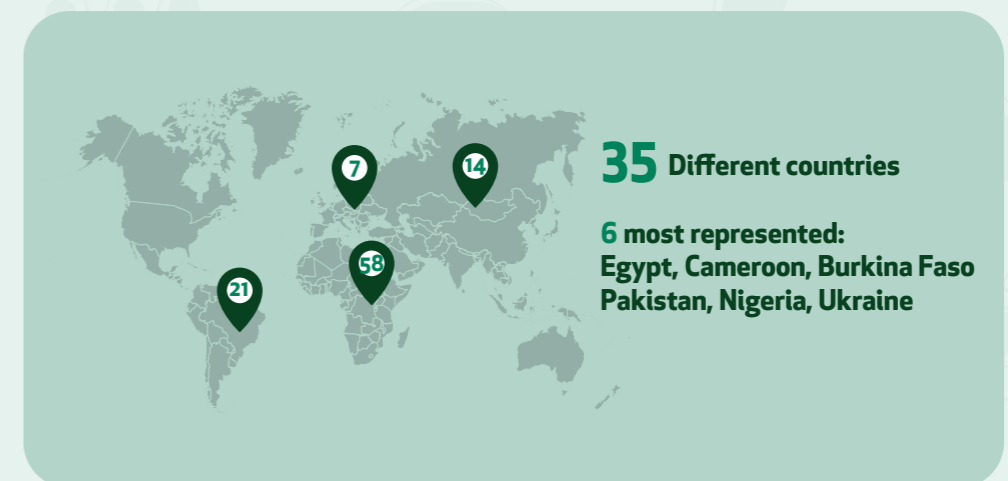 7
14
58
21
35 Different countries
6 most represented:
Egypt, Cameroon, Burkina Faso
Pakistan, Nigeria, Ukraine